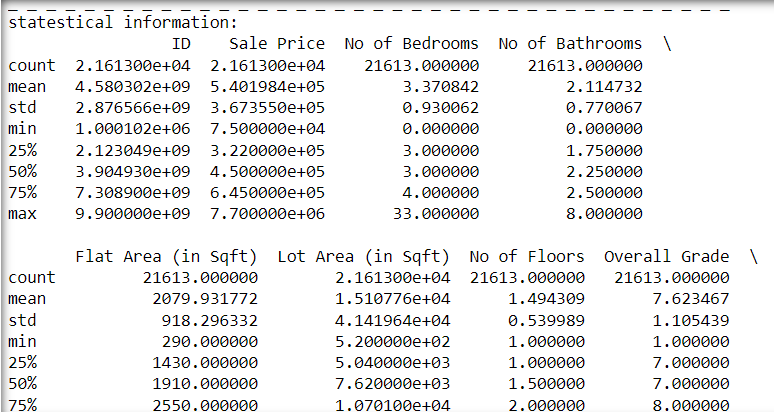 _ _ _ _ _ _ _ _ _ _ _ _ _ _ _ _ _ _ _ _ _ _ _ _ _ _ _ _ _ _ _ _ _
statestical information:
                 ID    Sale Price  No of Bedrooms  No of Bathrooms  \
count  2.161300e+04  2.161300e+04    21613.000000     21613.000000
mean   4.580302e+09  5.401984e+05        3.370842         2.114732
std    2.876566e+09  3.673550e+05        0.930062         0.770067
min    1.000102e+06  7.500000e+04        0.000000         0.000000
25%    2.123049e+09  3.220000e+05        3.000000         1.750000
50%    3.904930e+09  4.500000e+05        3.000000         2.250000
75%    7.308900e+09  6.450000e+05        4.000000         2.500000
max    9.900000e+09  7.700000e+06       33.000000         8.000000
       Flat Area (in Sqft)  Lot Area (in Sqft)  No of Floors  Overall Grade  \
count         21613.000000        2.161300e+04  21613.000000   21613.000000
mean           2079.931772        1.510776e+04      1.494309       7.623467
std             918.296332        4.141964e+04      0.539989       1.105439
min             290.000000        5.200000e+02      1.000000       1.000000
25%            1430.000000        5.040000e+03      1.000000       7.000000
50%            1910.000000        7.620000e+03      1.500000       7.000000
75%            2550.000000        1.070100e+04      2.000000       8.000000